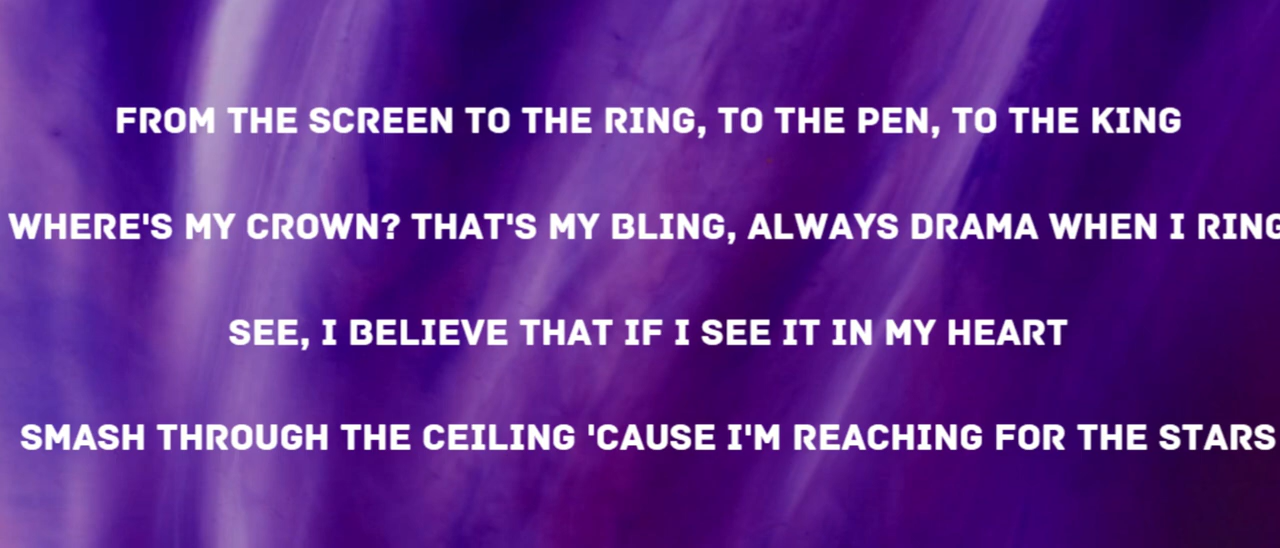 FROM THE SCREEN TO THE RING, TO THE PEN, TO THE KING
WHERE'S MY CROWN? THAT'S MY BLING, ALWAYS DRAMA WHEN I RING
SEE, I BELIEVE THAT IF I SEE IT IN MY HEART
SMASH THROUGH THE CEILING 'CAUSE I'M REACHING FOR THE STARS